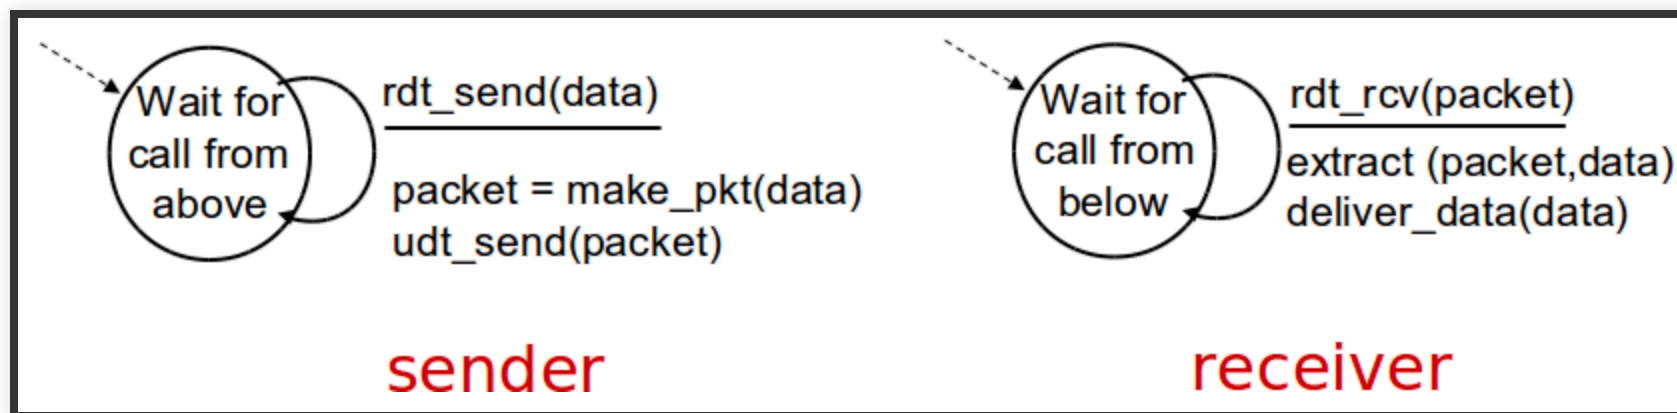 Wait for
call from
above
rdt_send(data)
packet = make_pkt(data)
udt_send(packet)
sender
Wait for
call from
below
rdt_rcv(packet)
extract (packet,data)
deliver_data(data)
receiver